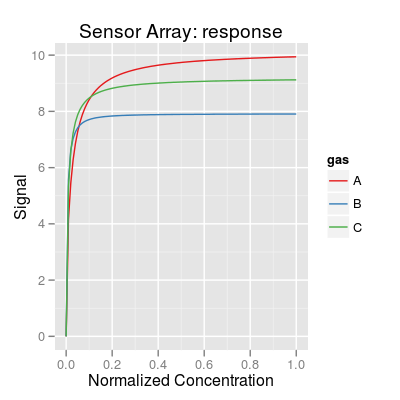 Sensor Array: response
10
8
6
4
2
0
Signal
0.0 0.2 0.4 0.6 0.8 1.0
Normalized Concentration
gas
A
B
C